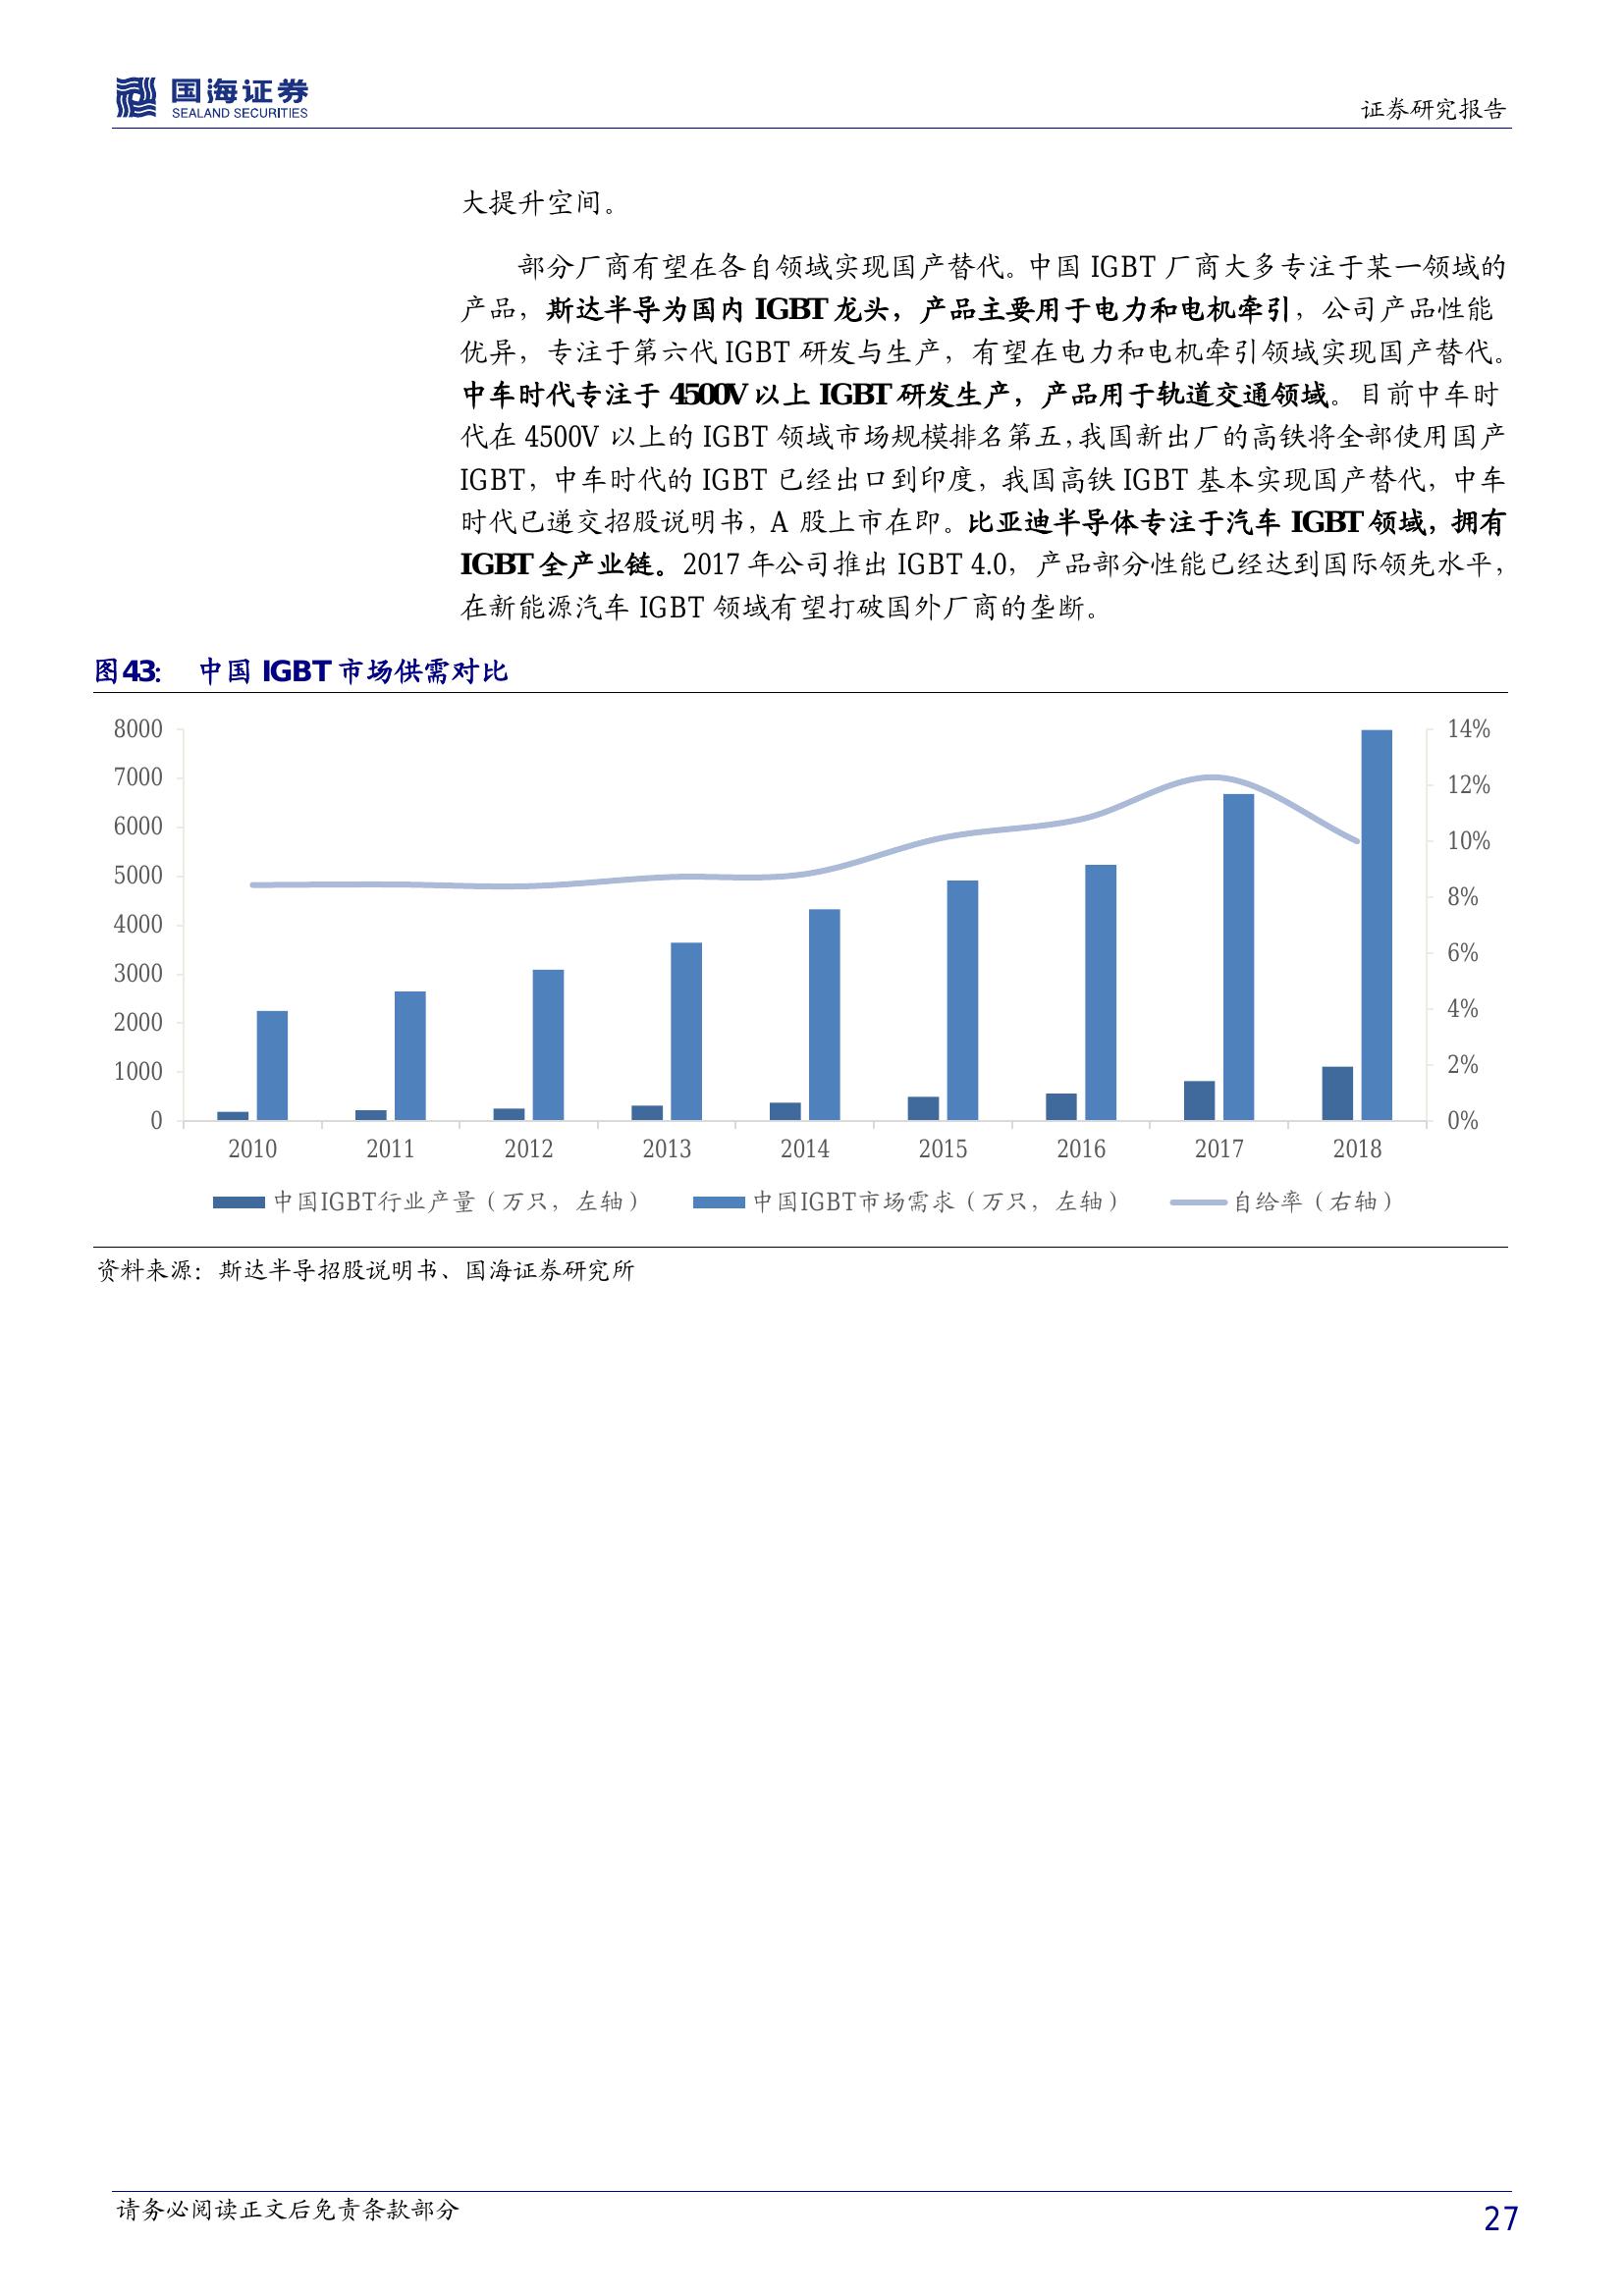 国海证券
SEALAND SECURITIES
证券研究报告
大提升空间。
部分厂商有望在各自领域实现国产替代。中国 IGBT 厂商大多专注于某一领域的
产品，斯达半导为国内 IGBT 龙头，产品主要用于电力和电机牵引，公司产品性能
优异，专注于第六代 IGBT 研发与生产，有望在电力和电机牵引领域实现国产替代。
中车时代专注于 4500V 以上 IGBT 研发生产，产品用于轨道交通领域。目前中车时
代在 4500V 以上的 IGBT 领域市场规模排名第五，我国新出厂的高铁将全部使用国产
IGBT，中车时代的 IGBT 已经出口到印度，我国高铁 IGBT 基本实现国产替代，中车
时代已递交招股说明书，A 股上市在即。比亚迪半导体专注于汽车 IGBT 领域，拥有
IGBT 全产业链。2017 年公司推出 IGBT 4.0，产品部分性能已经达到国际领先水平，
在新能源汽车 IGBT 领域有望打破国外厂商的垄断。
图43： 中国 IGBT 市场供需对比
8000 14%
7000 12%
6000 10%
5000 8%
4000 6%
3000 4%
2000 2%
1000 0%
0
2010 2011 2012 2013 2014 2015 2016 2017 2018
中国IGBT行业产量（万只，左轴） 中国IGBT市场需求（万只，左轴） 自给率（右轴）
资料来源：斯达半导招股说明书、国海证券研究所
请务必阅读正文后免责条款部分 27